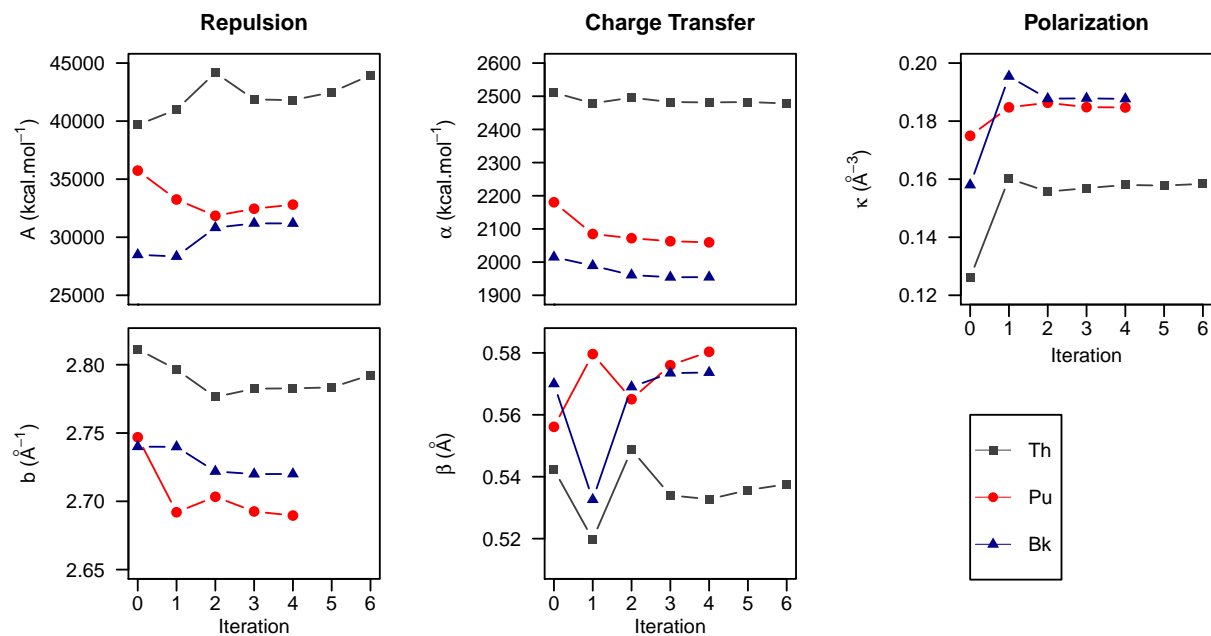 Repulsion
A (kcal.mol⁻¹)
45000
40000
35000
30000
25000
b (Å⁻¹)
2.80
2.75
2.70
2.65
0 1 2 3 4 5 6
Iteration
Charge Transfer
α (kcal.mol⁻¹)
2600
2500
2400
2300
2200
2100
2000
1900
β (Å)
0.58
0.56
0.54
0.52
0 1 2 3 4 5 6
Iteration
Polarization
κ (Å⁻³)
0.20
0.18
0.16
0.14
0.12
0 1 2 3 4 5 6
Iteration
Th
Pu
Bk